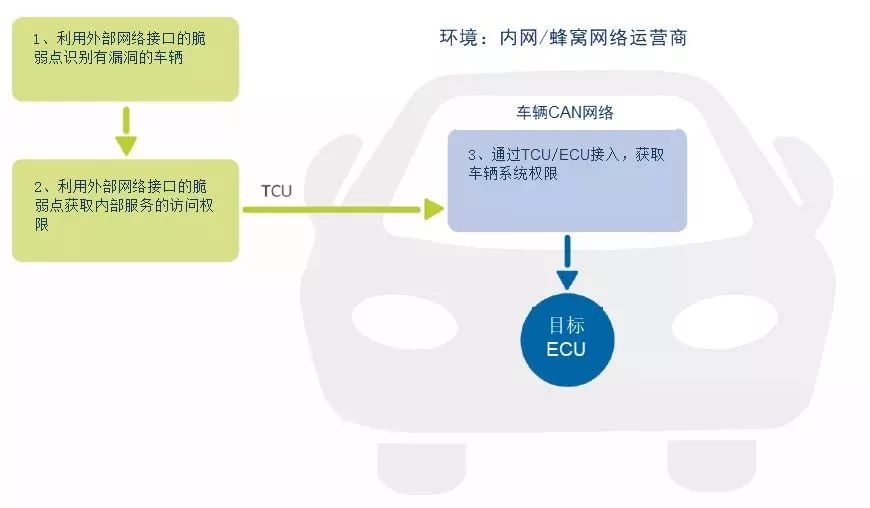 1、利用外部网络接口的脆
弱点识别有漏洞的车辆
环境：内网/蜂窝网络运营商
车辆CAN网络
2、利用外部网络接口的脆
弱点获取内部服务的访问权
限
TCU
3、通过TCU/ECU接入，获取
车辆系统权限
目标
ECU